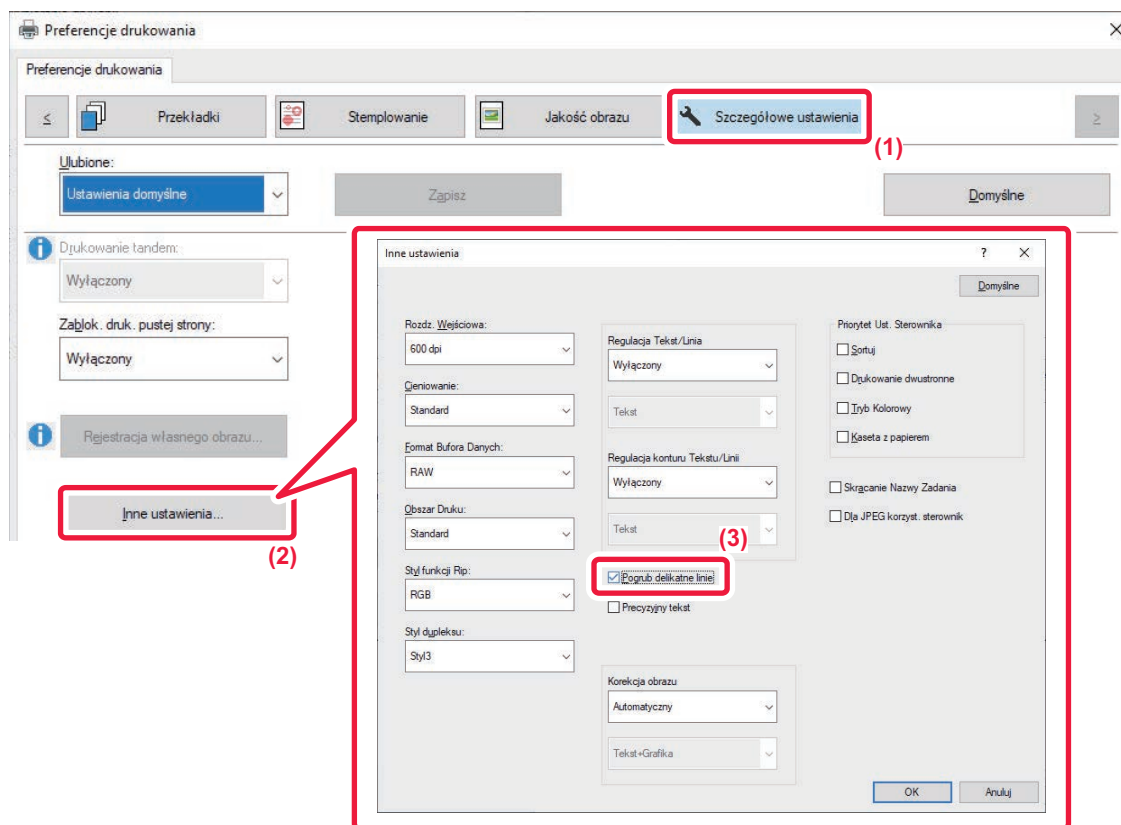 Preferencje drukowania
Preferencje drukowania
<
Przekładki
Stemplowanie
Jakość obrazu
Szczegółowe ustawienia
>
(1)
Ulubione:
Ustawienia domyślne
Zapisz
Domyślne
Drukowanie tandem:
Wyłączony
Zablok. druk. pustej strony:
Wyłączony
Rejestracja własnego obrazu...
Inne ustawienia...
(2)
Inne ustawienia
?
Domyślne
Rozdz. Wejściowa:
600 dpi
Cieniowanie:
Standard
Format Bufora Danych:
RAW
Obszar Druku:
Standard
Styl funkcji Rip:
RGB
Styl dupleksu:
Styl3
Regulacja Tekst/Linia
Wyłączony
Tekst
Regulacja konturu Tekstu/Linii
Wyłączony
Tekst
(3)
Pogrub delikatne linie
Precyzyjny tekst
Korekcja obrazu
Automatyczny
Tekst+Grafika
Priorytet Ust. Sterownika
Sortuj
Drukowanie dwustronne
Tryb Kolorowy
Kaseta z papierem
Skracanie Nazwy Zadania
Dla JPEG korzyst. sterownik
OK
Anuluj